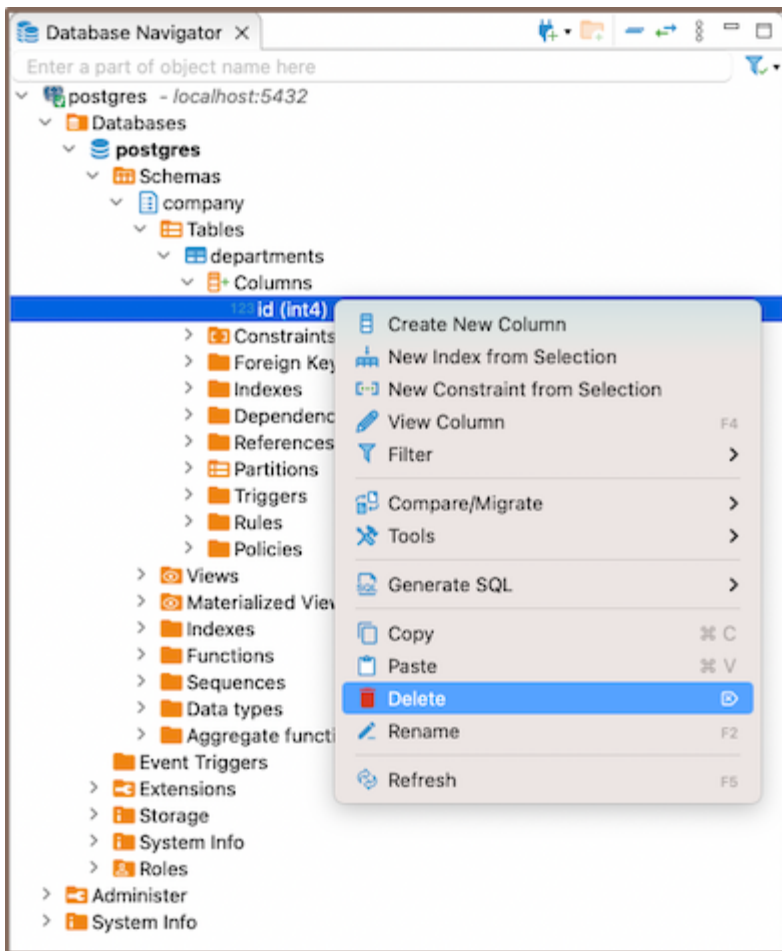 Database Navigator
Enter a part of object name here
postgres - localhost:5432
Databases
postgres
Schemas
company
Tables
departments
Columns
123 id (int4)
Constraints
Foreign Key
Indexes
Dependenc
References
Partitions
Triggers
Rules
Policies
Views
Materialized View
Indexes
Functions
Sequences
Data types
Aggregate functi
Event Triggers
Extensions
Storage
System Info
Roles
Administer
System Info
Create New Column
New Index from Selection
New Constraint from Selection
View Column F4
Filter
Compare/Migrate
Tools
Generate SQL
Copy ⌘ C
Paste ⌘ V
Delete
Rename F2
Refresh F5